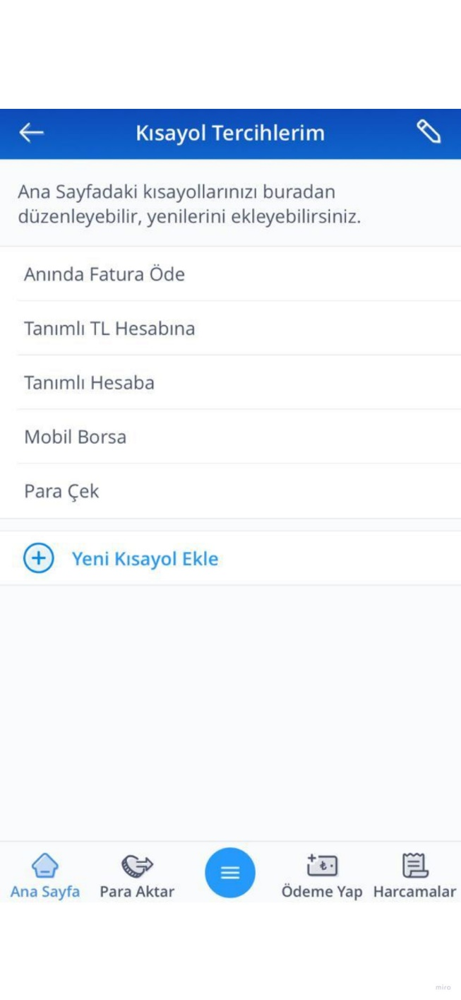 Kısayol Tercihlerim
Ana Sayfadaki kısayollarınızı buradan
düzenleyebilir, yenilerini ekleyebilirsiniz.
Anında Fatura Öde
Tanımlı TL Hesabına
Tanımlı Hesaba
Mobil Borsa
Para Çek
Yeni Kısayol Ekle
Ana Sayfa
Para Aktar
Ödeme Yap
Harcamalar
miro